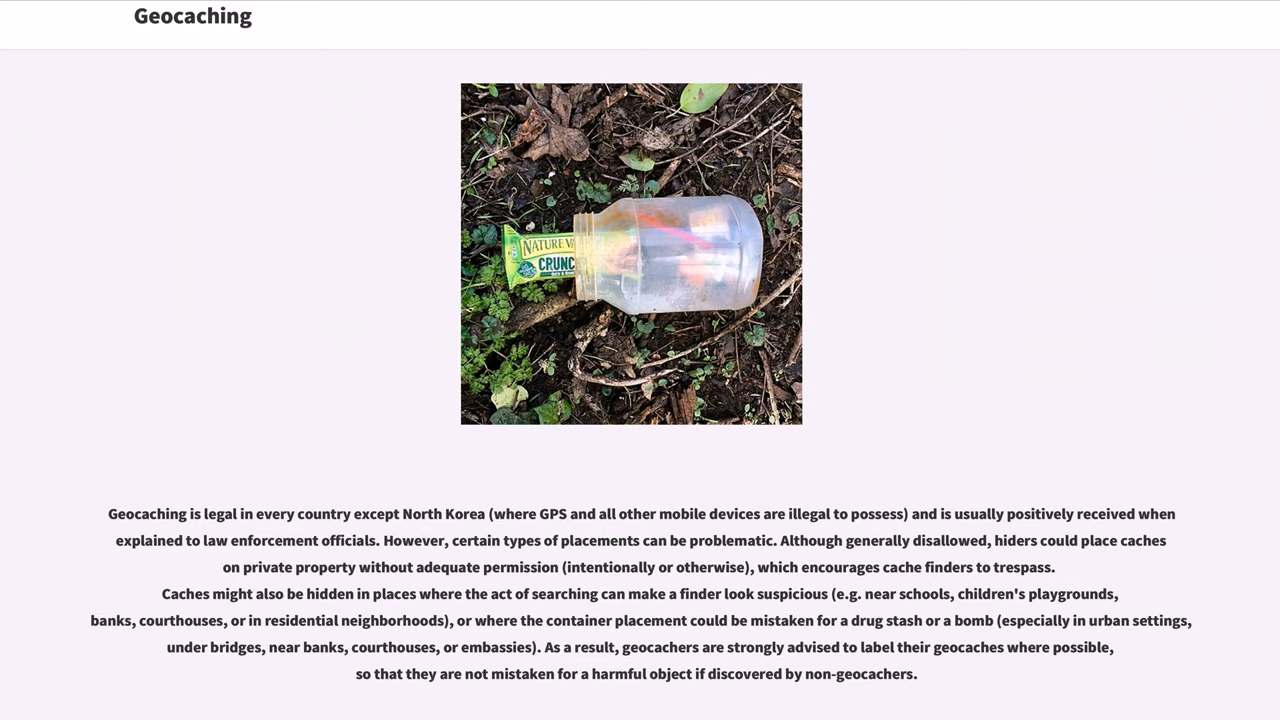 Geocaching
NATURE VA
CRUNC
Geocaching is legal in every country except North Korea (where GPS and all other mobile devices are illegal to possess) and is usually positively received when
explained to law enforcement officials. However, certain types of placements can be problematic. Although generally disallowed, hiders could place caches
on private property without adequate permission (intentionally or otherwise), which encourages cache finders to trespass.
Caches might also be hidden in places where the act of searching can make a finder look suspicious (e.g. near schools, children's playgrounds,
banks, courthouses, or in residential neighborhoods), or where the container placement could be mistaken for a drug stash or a bomb (especially in urban settings,
under bridges, near banks, courthouses, or embassies). As a result, geocachers are strongly advised to label their geocaches where possible,
so that they are not mistaken for a harmful object if discovered by non-geocachers.